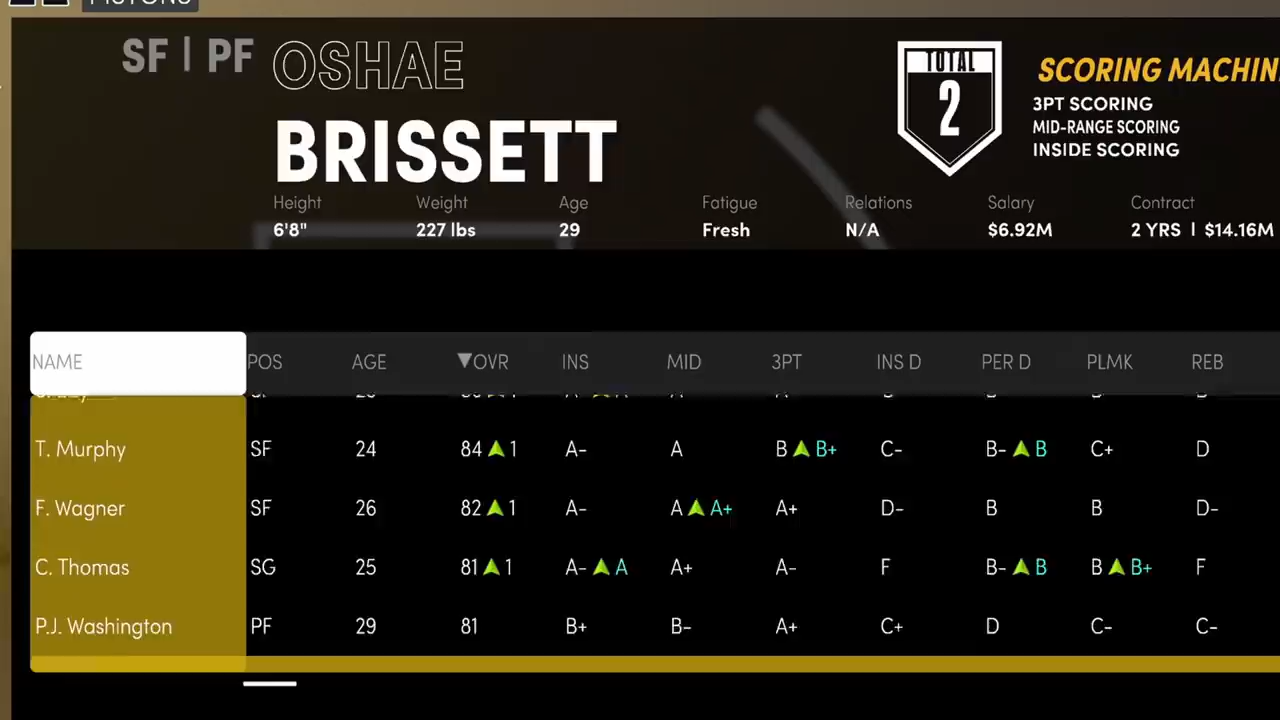 PISTONS
SF | PF OSHAE
BRISSETT
TOTAL
2
SCORING MACHIN
3PT SCORING
MID-RANGE SCORING
INSIDE SCORING
Height Weight Age Fatigue Relations Salary Contract
6'8" 227 lbs 29 Fresh N/A $6.92M 2 YRS | $14.16M
NAME POS AGE ▼OVR INS MID 3PT INS D PER D PLMK REB
T. Murphy SF 24 84 ▲ 1 A- A B ▲ B+ C- B- ▲ B C+ D
F. Wagner SF 26 82 ▲ 1 A- A ▲ A+ A+ D- B B D-
C. Thomas SG 25 81 ▲ 1 A- ▲ A A+ A- F B- ▲ B B ▲ B+ F
P.J. Washington PF 29 81 B+ B- A+ C+ D C- C-